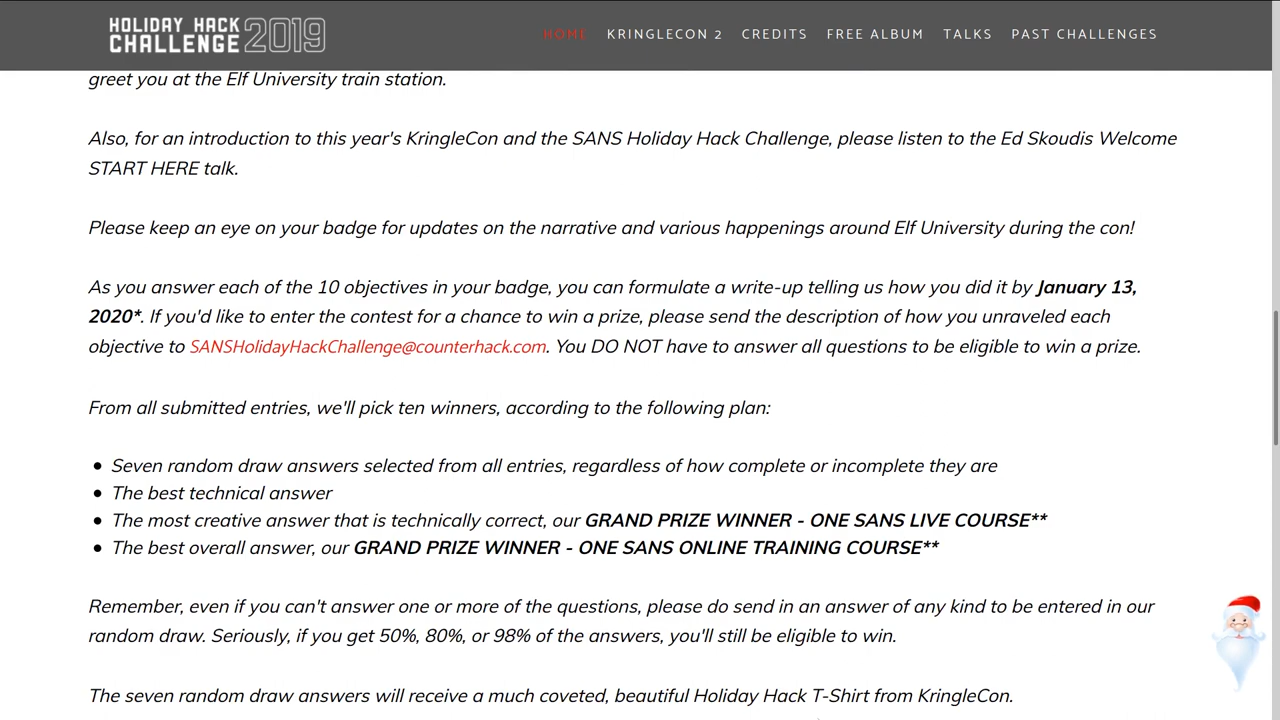 HOLIDAY HACK
CHALLENGE 2019
HOME KRINGLECON 2 CREDITS FREE ALBUM TALKS PAST CHALLENGES
greet you at the Elf University train station.
Also, for an introduction to this year's KringleCon and the SANS Holiday Hack Challenge, please listen to the Ed Skoudis Welcome
START HERE talk.
Please keep an eye on your badge for updates on the narrative and various happenings around Elf University during the con!
As you answer each of the 10 objectives in your badge, you can formulate a write-up telling us how you did it by January 13,
2020*. If you'd like to enter the contest for a chance to win a prize, please send the description of how you unraveled each
objective to SANSHolidayHackChallenge@counterhack.com. You DO NOT have to answer all questions to be eligible to win a prize.
From all submitted entries, we'll pick ten winners, according to the following plan:
• Seven random draw answers selected from all entries, regardless of how complete or incomplete they are
• The best technical answer
• The most creative answer that is technically correct, our GRAND PRIZE WINNER - ONE SANS LIVE COURSE**
• The best overall answer, our GRAND PRIZE WINNER - ONE SANS ONLINE TRAINING COURSE**
Remember, even if you can't answer one or more of the questions, please do send in an answer of any kind to be entered in our
random draw. Seriously, if you get 50%, 80%, or 98% of the answers, you'll still be eligible to win.
The seven random draw answers will receive a much coveted, beautiful Holiday Hack T-Shirt from KringleCon.